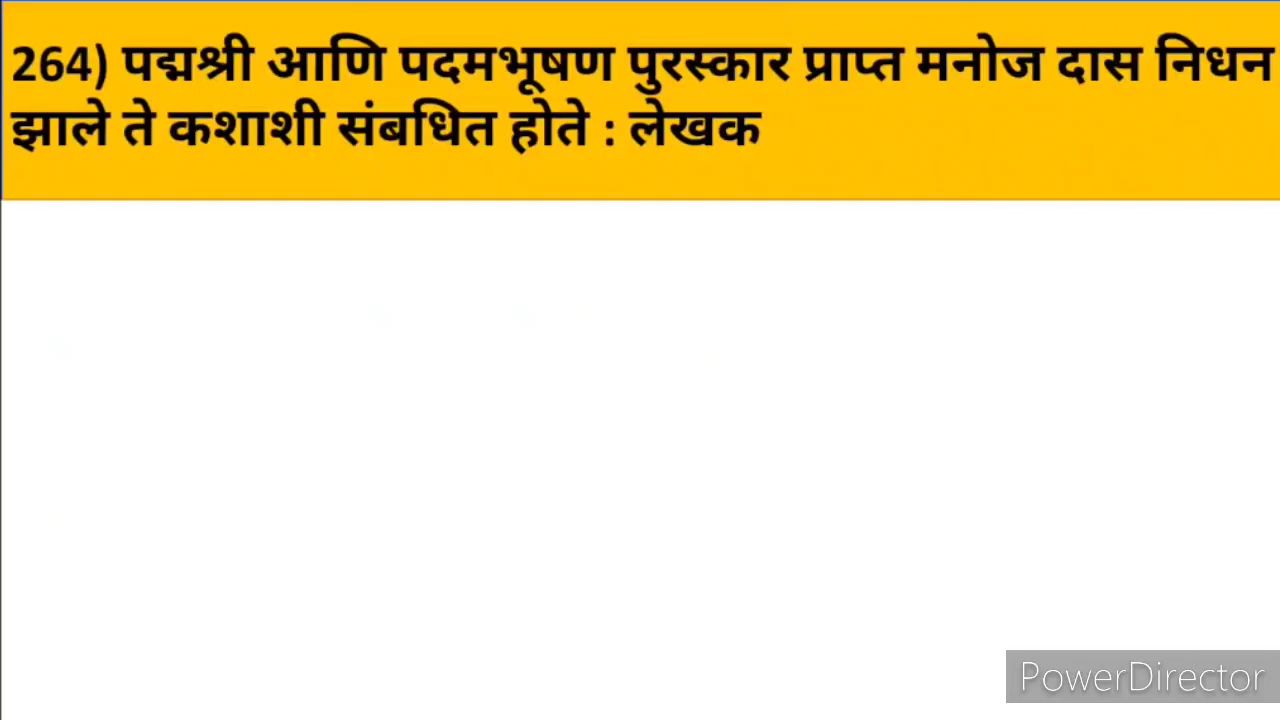 264) पद्मश्री आणि पदमभूषण पुरस्कार प्राप्त मनोज दास निधन
झाले ते कशाशी संबधित होते : लेखक
PowerDirector